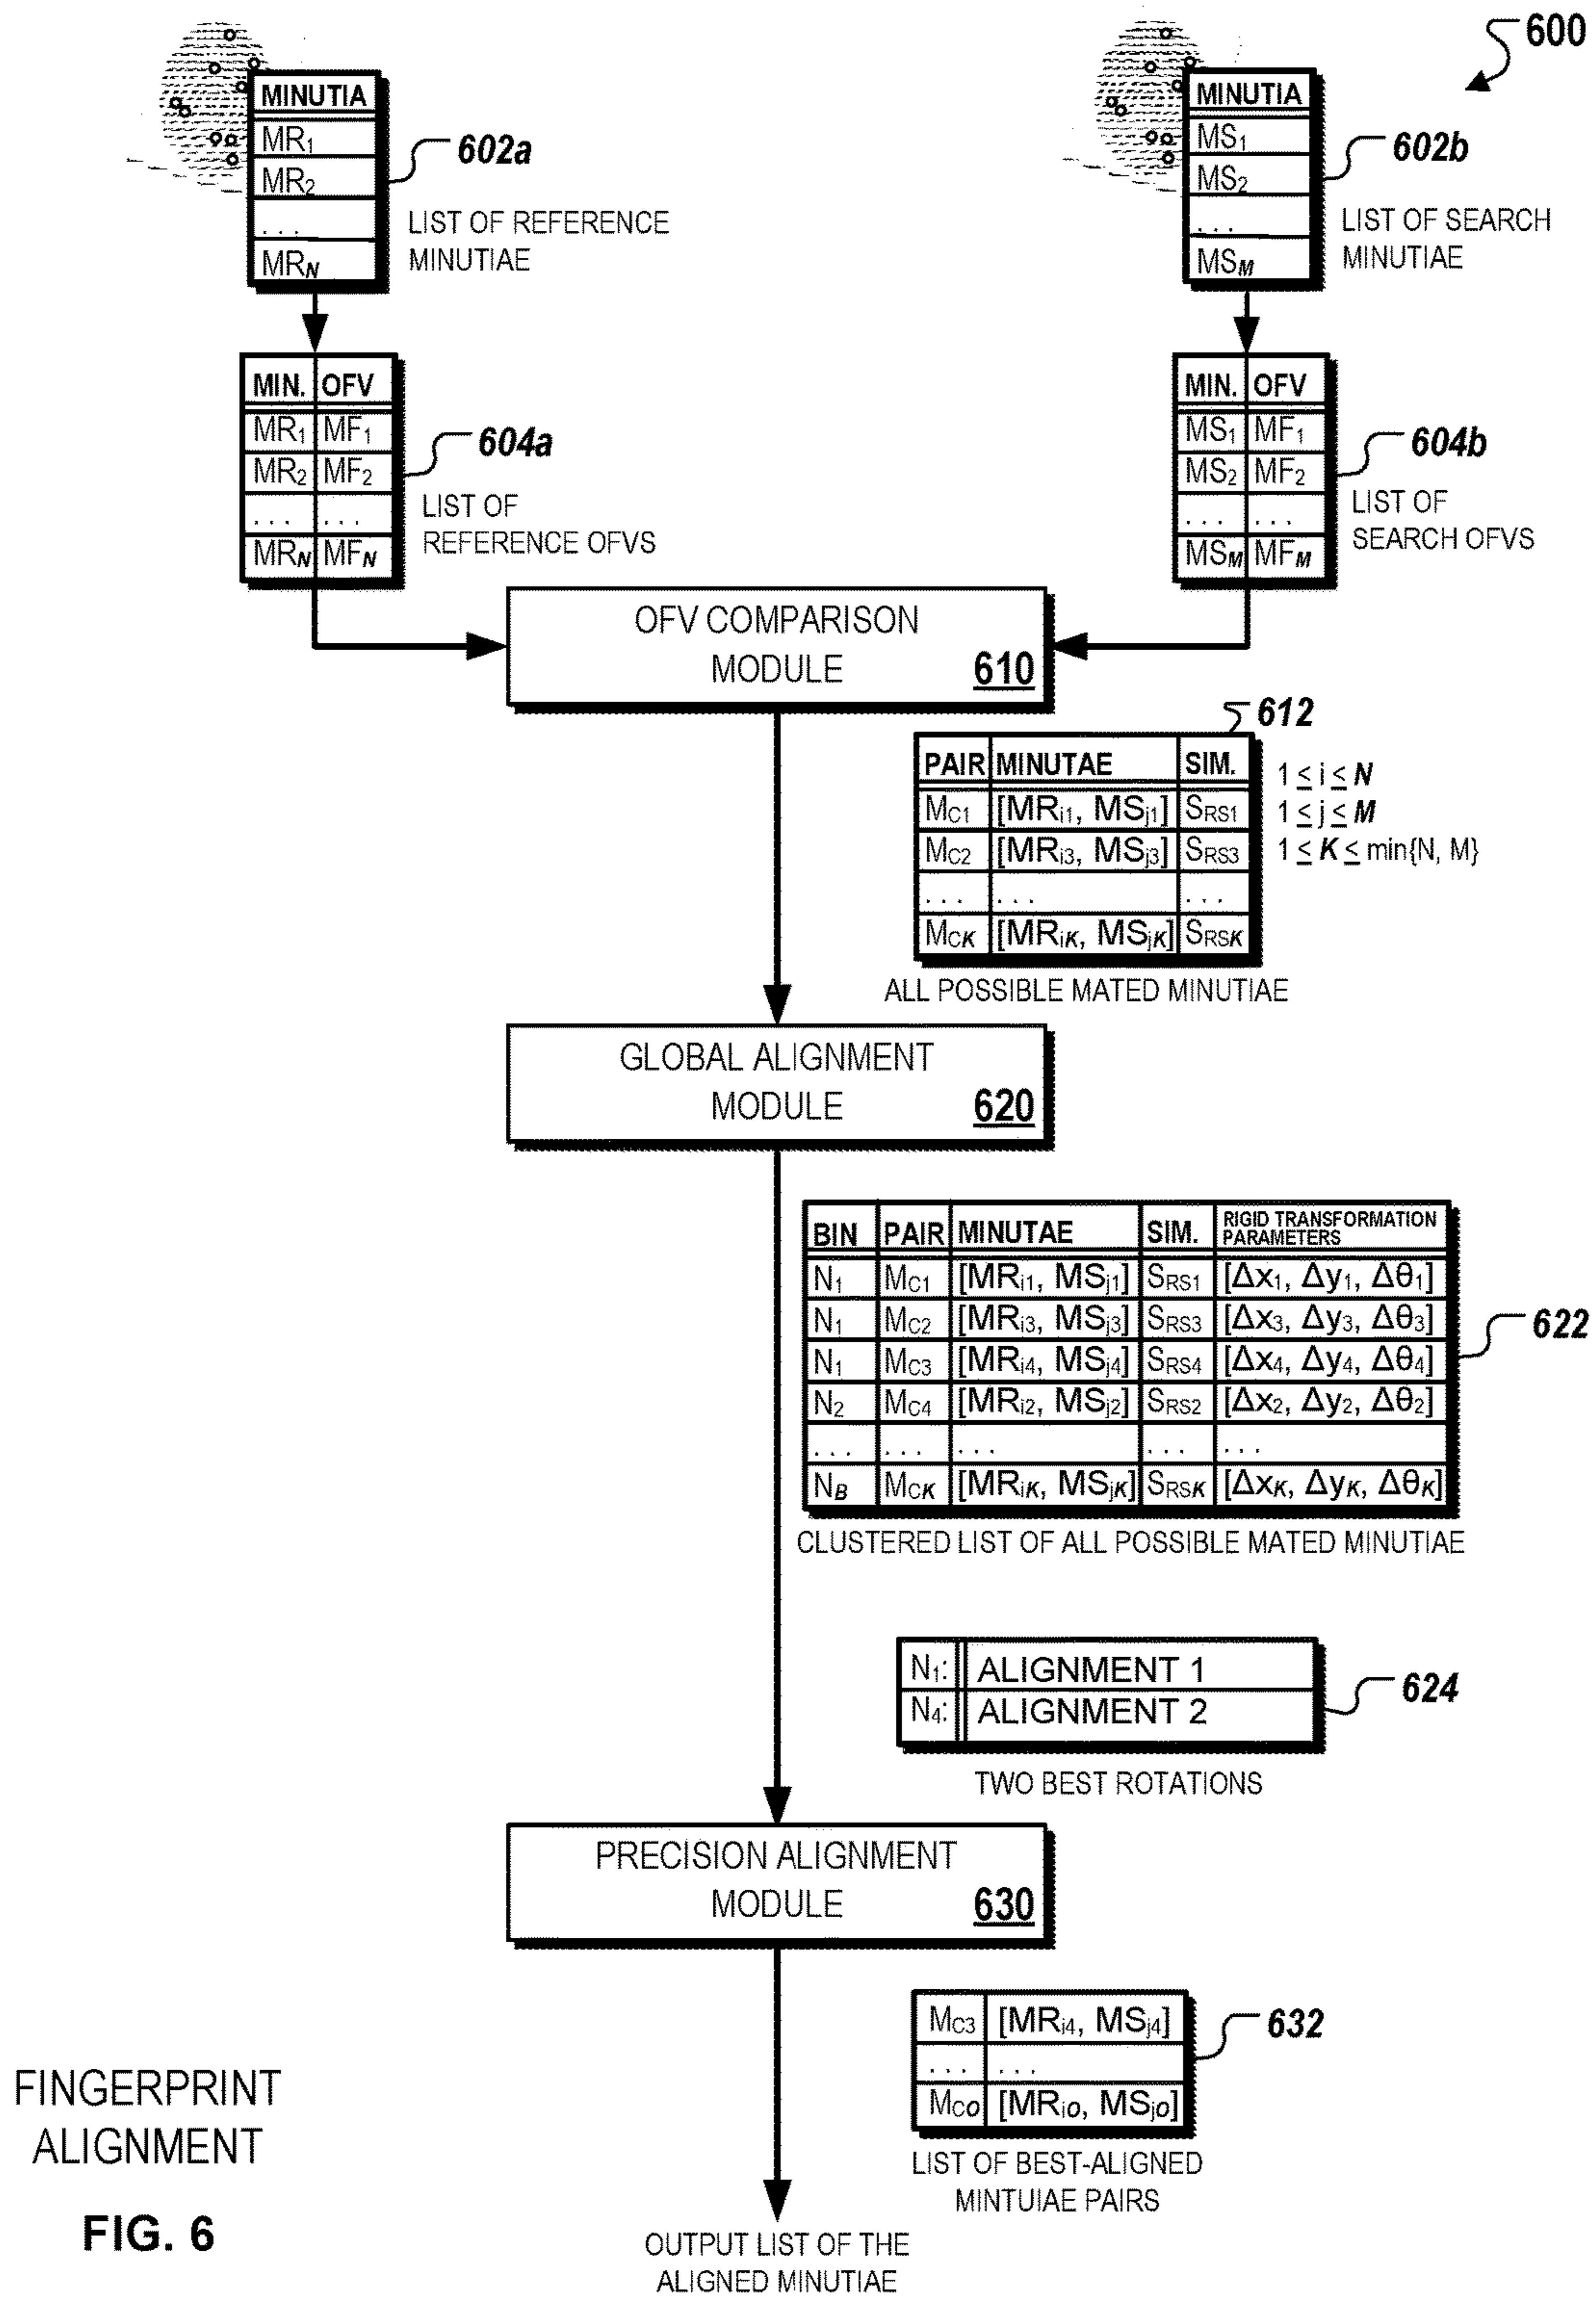 600
MINUTIA
MR1
MR2
. . .
MRN
602a
LIST OF REFERENCE
MINUTIAE
MINUTIA
MS1
MS2
. . .
MSM
602b
LIST OF SEARCH
MINUTIAE
MIN. OFV
MR1 MF1
MR2 MF2
. . . . . .
MRN MFN
604a
LIST OF
REFERENCE OFVS
MIN. OFV
MS1 MF1
MS2 MF2
. . . . . .
MSM MFM
604b
LIST OF
SEARCH OFVS
OFV COMPARISON
MODULE 610
612
PAIR MINUTAE SIM.
MC1 [MRi1, MSj1] SRS1
MC2 [MRi3, MSj3] SRS3
. . . . . . . . .
MCK [MRiK, MSjK] SRSK
1 ≤ i ≤ N
1 ≤ j ≤ M
1 ≤ K ≤ min{N, M}
ALL POSSIBLE MATED MINUTIAE
GLOBAL ALIGNMENT
MODULE 620
BIN PAIR MINUTAE SIM. RIGID TRANSFORMATION PARAMETERS
N1 MC1 [MRi1, MSj1] SRS1 [Δx1, Δy1, Δθ1]
N1 MC2 [MRi3, MSj3] SRS3 [Δx3, Δy3, Δθ3]
N1 MC3 [MRi4, MSj4] SRS4 [Δx4, Δy4, Δθ4]
N2 MC4 [MRi2, MSj2] SRS2 [Δx2, Δy2, Δθ2]
. . . . . . . . . . . . . . .
NB MCK [MRiK, MSjK] SRSK [ΔxK, ΔyK, ΔθK]
622
CLUSTERED LIST OF ALL POSSIBLE MATED MINUTIAE
N1: ALIGNMENT 1
N4: ALIGNMENT 2
624
TWO BEST ROTATIONS
PRECISION ALIGNMENT
MODULE 630
MC3 [MRi4, MSj4]
. . . . . .
MCO [MRiO, MSjO]
632
LIST OF BEST-ALIGNED
MINTUIAE PAIRS
FINGERPRINT
ALIGNMENT
FIG. 6
OUTPUT LIST OF THE
ALIGNED MINUTIAE